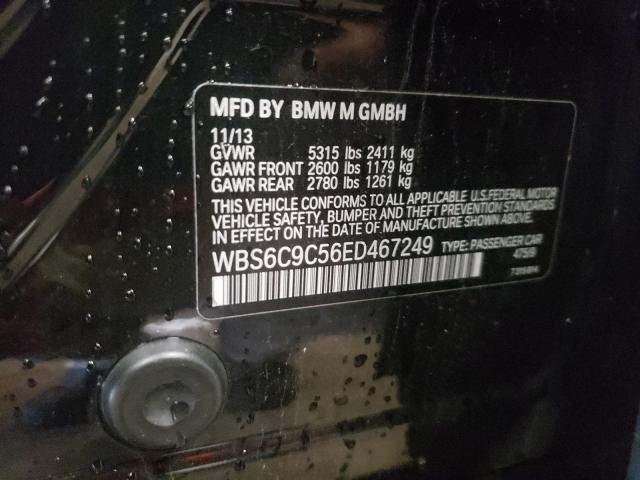 MFD BY BMW M GMBH
11/13
GVWR 5315 lbs 2411 kg
GAWR FRONT 2600 lbs 1179 kg
GAWR REAR 2780 lbs 1261 kg
THIS VEHICLE CONFORMS TO ALL APPLICABLE U.S.FEDERAL MOTOR
VEHICLE SAFETY, BUMPER AND THEFT PREVENTION STANDARDS
IN EFFECT ON THE DATE OF MANUFACTURE SHOWN ABOVE.
WBS6C9C56ED467249 TYPE: PASSENGER CAR